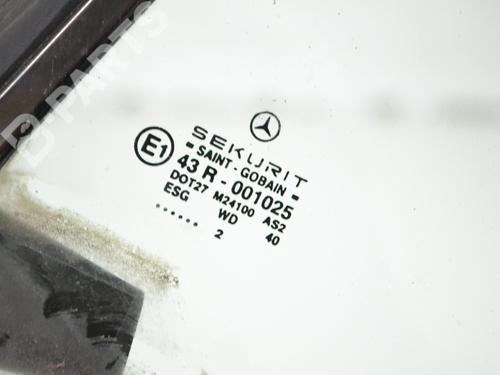 B-PARTS
SEKURIT
SAINT - GOBAIN
E1
43 R - 001025
DOT27 M24100 AS2
ESG WD 40
...... 2